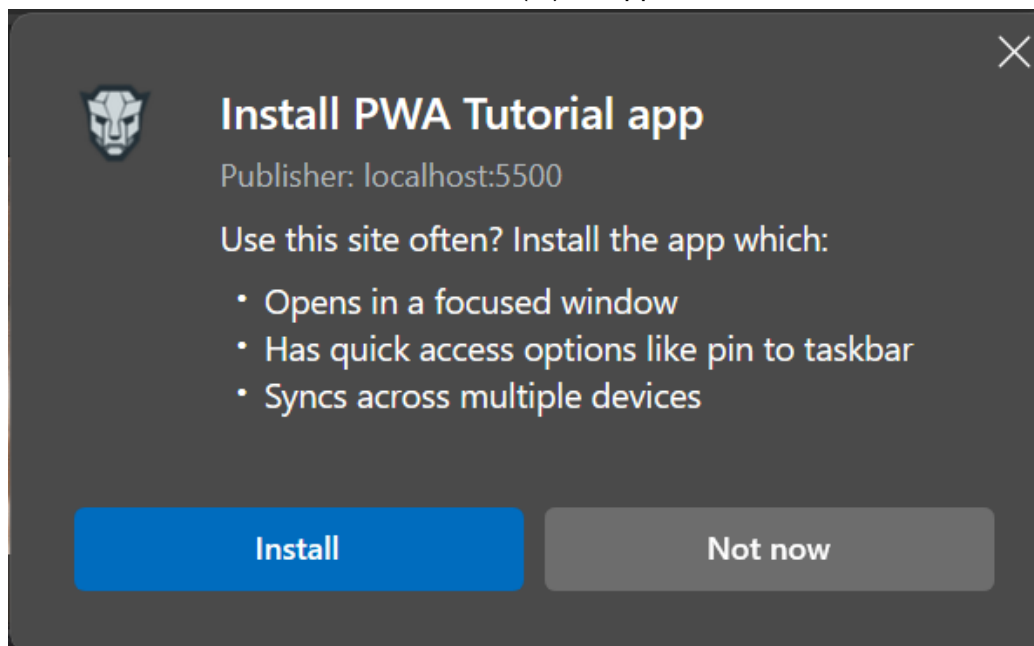 Install PWA Tutorial app
Publisher: localhost:5500
Use this site often? Install the app which:
• Opens in a focused window
• Has quick access options like pin to taskbar
• Syncs across multiple devices
Install
Not now